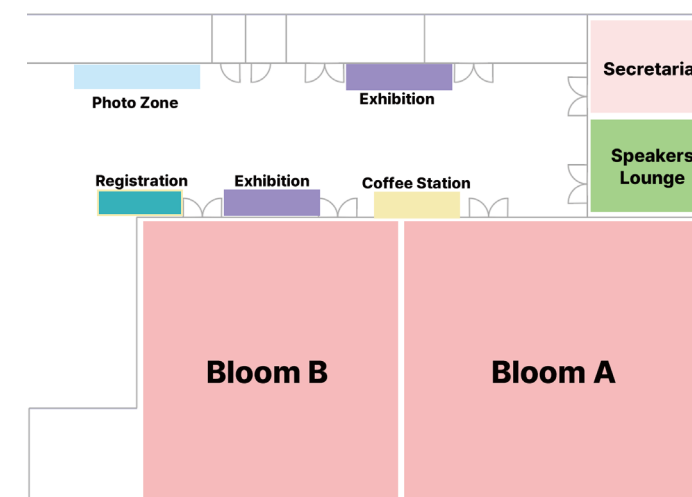 Secretaria
Photo Zone
Exhibition
Speakers
Lounge
Registration
Exhibition
Coffee Station
Bloom B
Bloom A